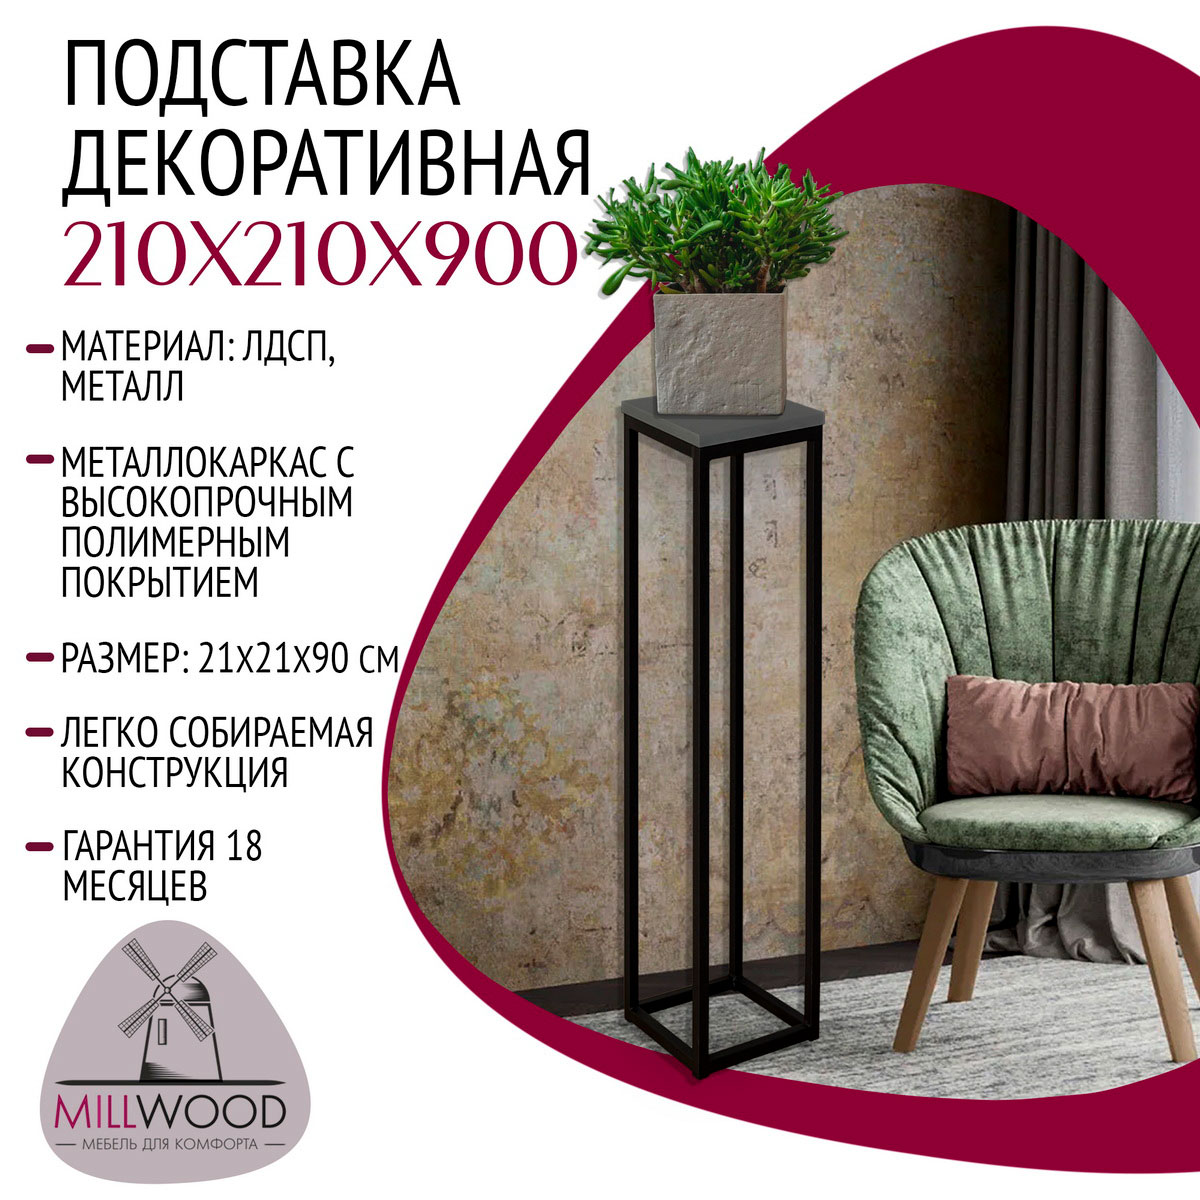 ПОДСТАВКА
ДЕКОРАТИВНАЯ
210X210X900
МАТЕРИАЛ: ЛДСП,
МЕТАЛЛ
МЕТАЛЛОКАРКАС С
ВЫСОКОПРОЧНЫМ
ПОЛИМЕРНЫМ
ПОКРЫТИЕМ
РАЗМЕР: 21х21х90 СМ
ЛЕГКО СОБИРАЕМАЯ
КОНСТРУКЦИЯ
ГАРАНТИЯ 18
МЕСЯЦЕВ
MILLWOOD
МЕБЕЛЬ ДЛЯ КОМФОРТА